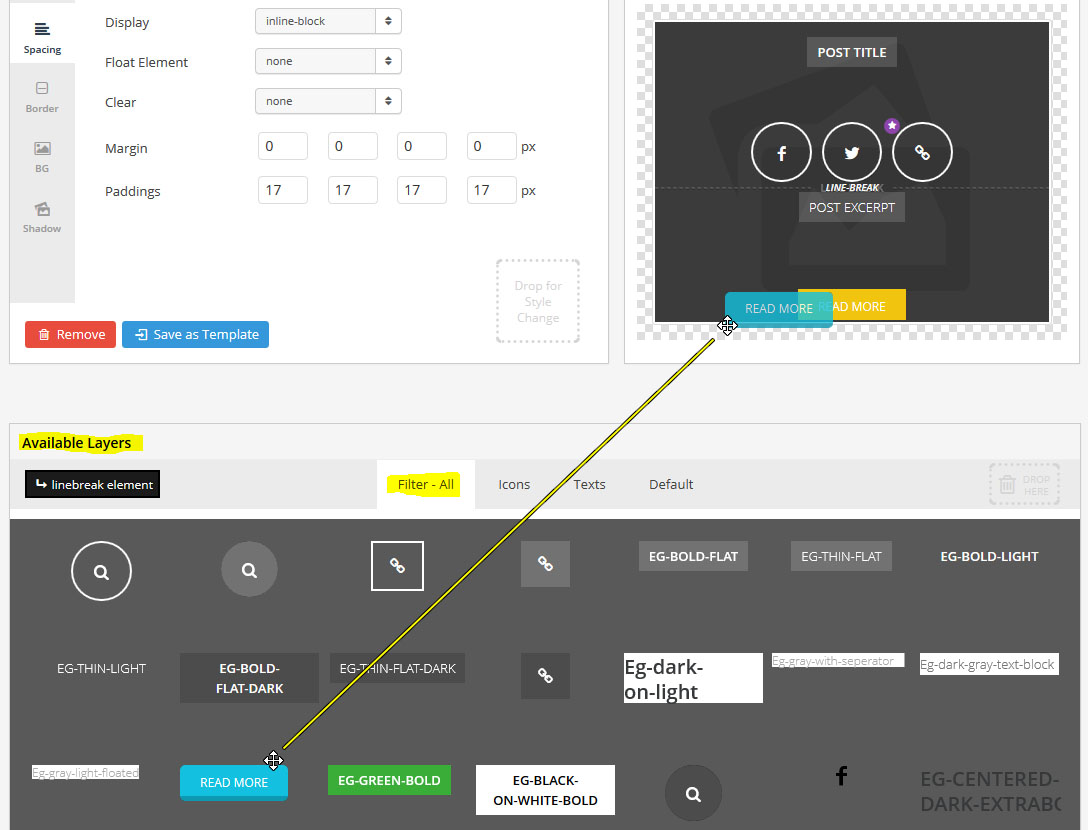 Display
inline-block
Spacing
Float Element
none
Clear
none
Border
Margin
0
0
0
0
px
BG
Paddings
17
17
17
17
px
Shadow
Drop for
Style
Change
Remove
Save as Template
POST TITLE
LINE-BREAK
POST EXCERPT
READ MORE
READ MORE
Available Layers
linebreak element
Filter - All
Icons
Texts
Default
DROP
HERE
EG-BOLD-FLAT
EG-THIN-FLAT
EG-BOLD-LIGHT
EG-THIN-LIGHT
EG-BOLD-
FLAT-DARK
EG-THIN-FLAT-DARK
Eg-dark-
on-light
Eg-gray-with-seperator
Eg-dark-gray-text-block
Eg-gray-light-floated
READ MORE
EG-GREEN-BOLD
EG-BLACK-
ON-WHITE-BOLD
EG-CENTERED-
DARK-EXTRABO